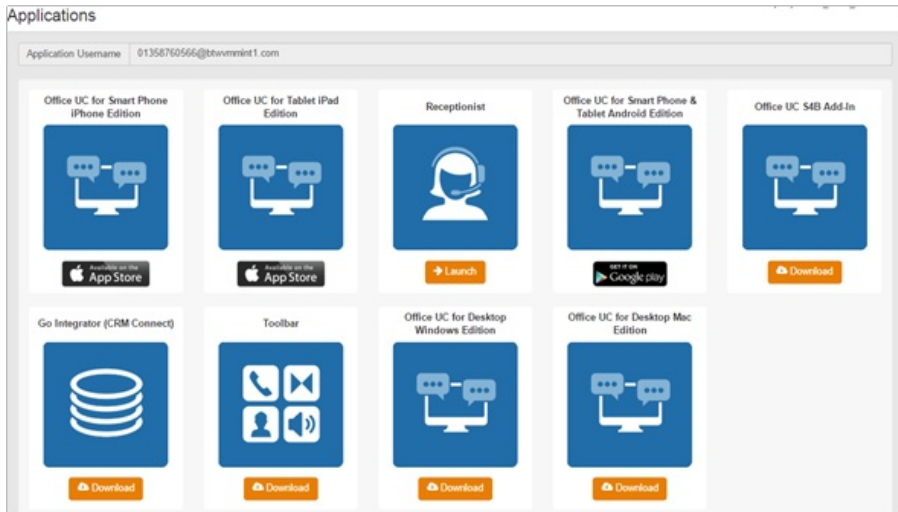 Applications
Application Username 01358760566@btwvmmint1.com
Office UC for Smart Phone
iPhone Edition
Office UC for Tablet iPad
Edition
Receptionist
Office UC for Smart Phone &
Tablet Android Edition
Office UC S4B Add-In
Available on the
App Store
Available on the
App Store
Launch
GET IT ON
Google play
Download
Go Integrator (CRM Connect)
Toolbar
Office UC for Desktop
Windows Edition
Office UC for Desktop Mac
Edition
Download
Download
Download
Download